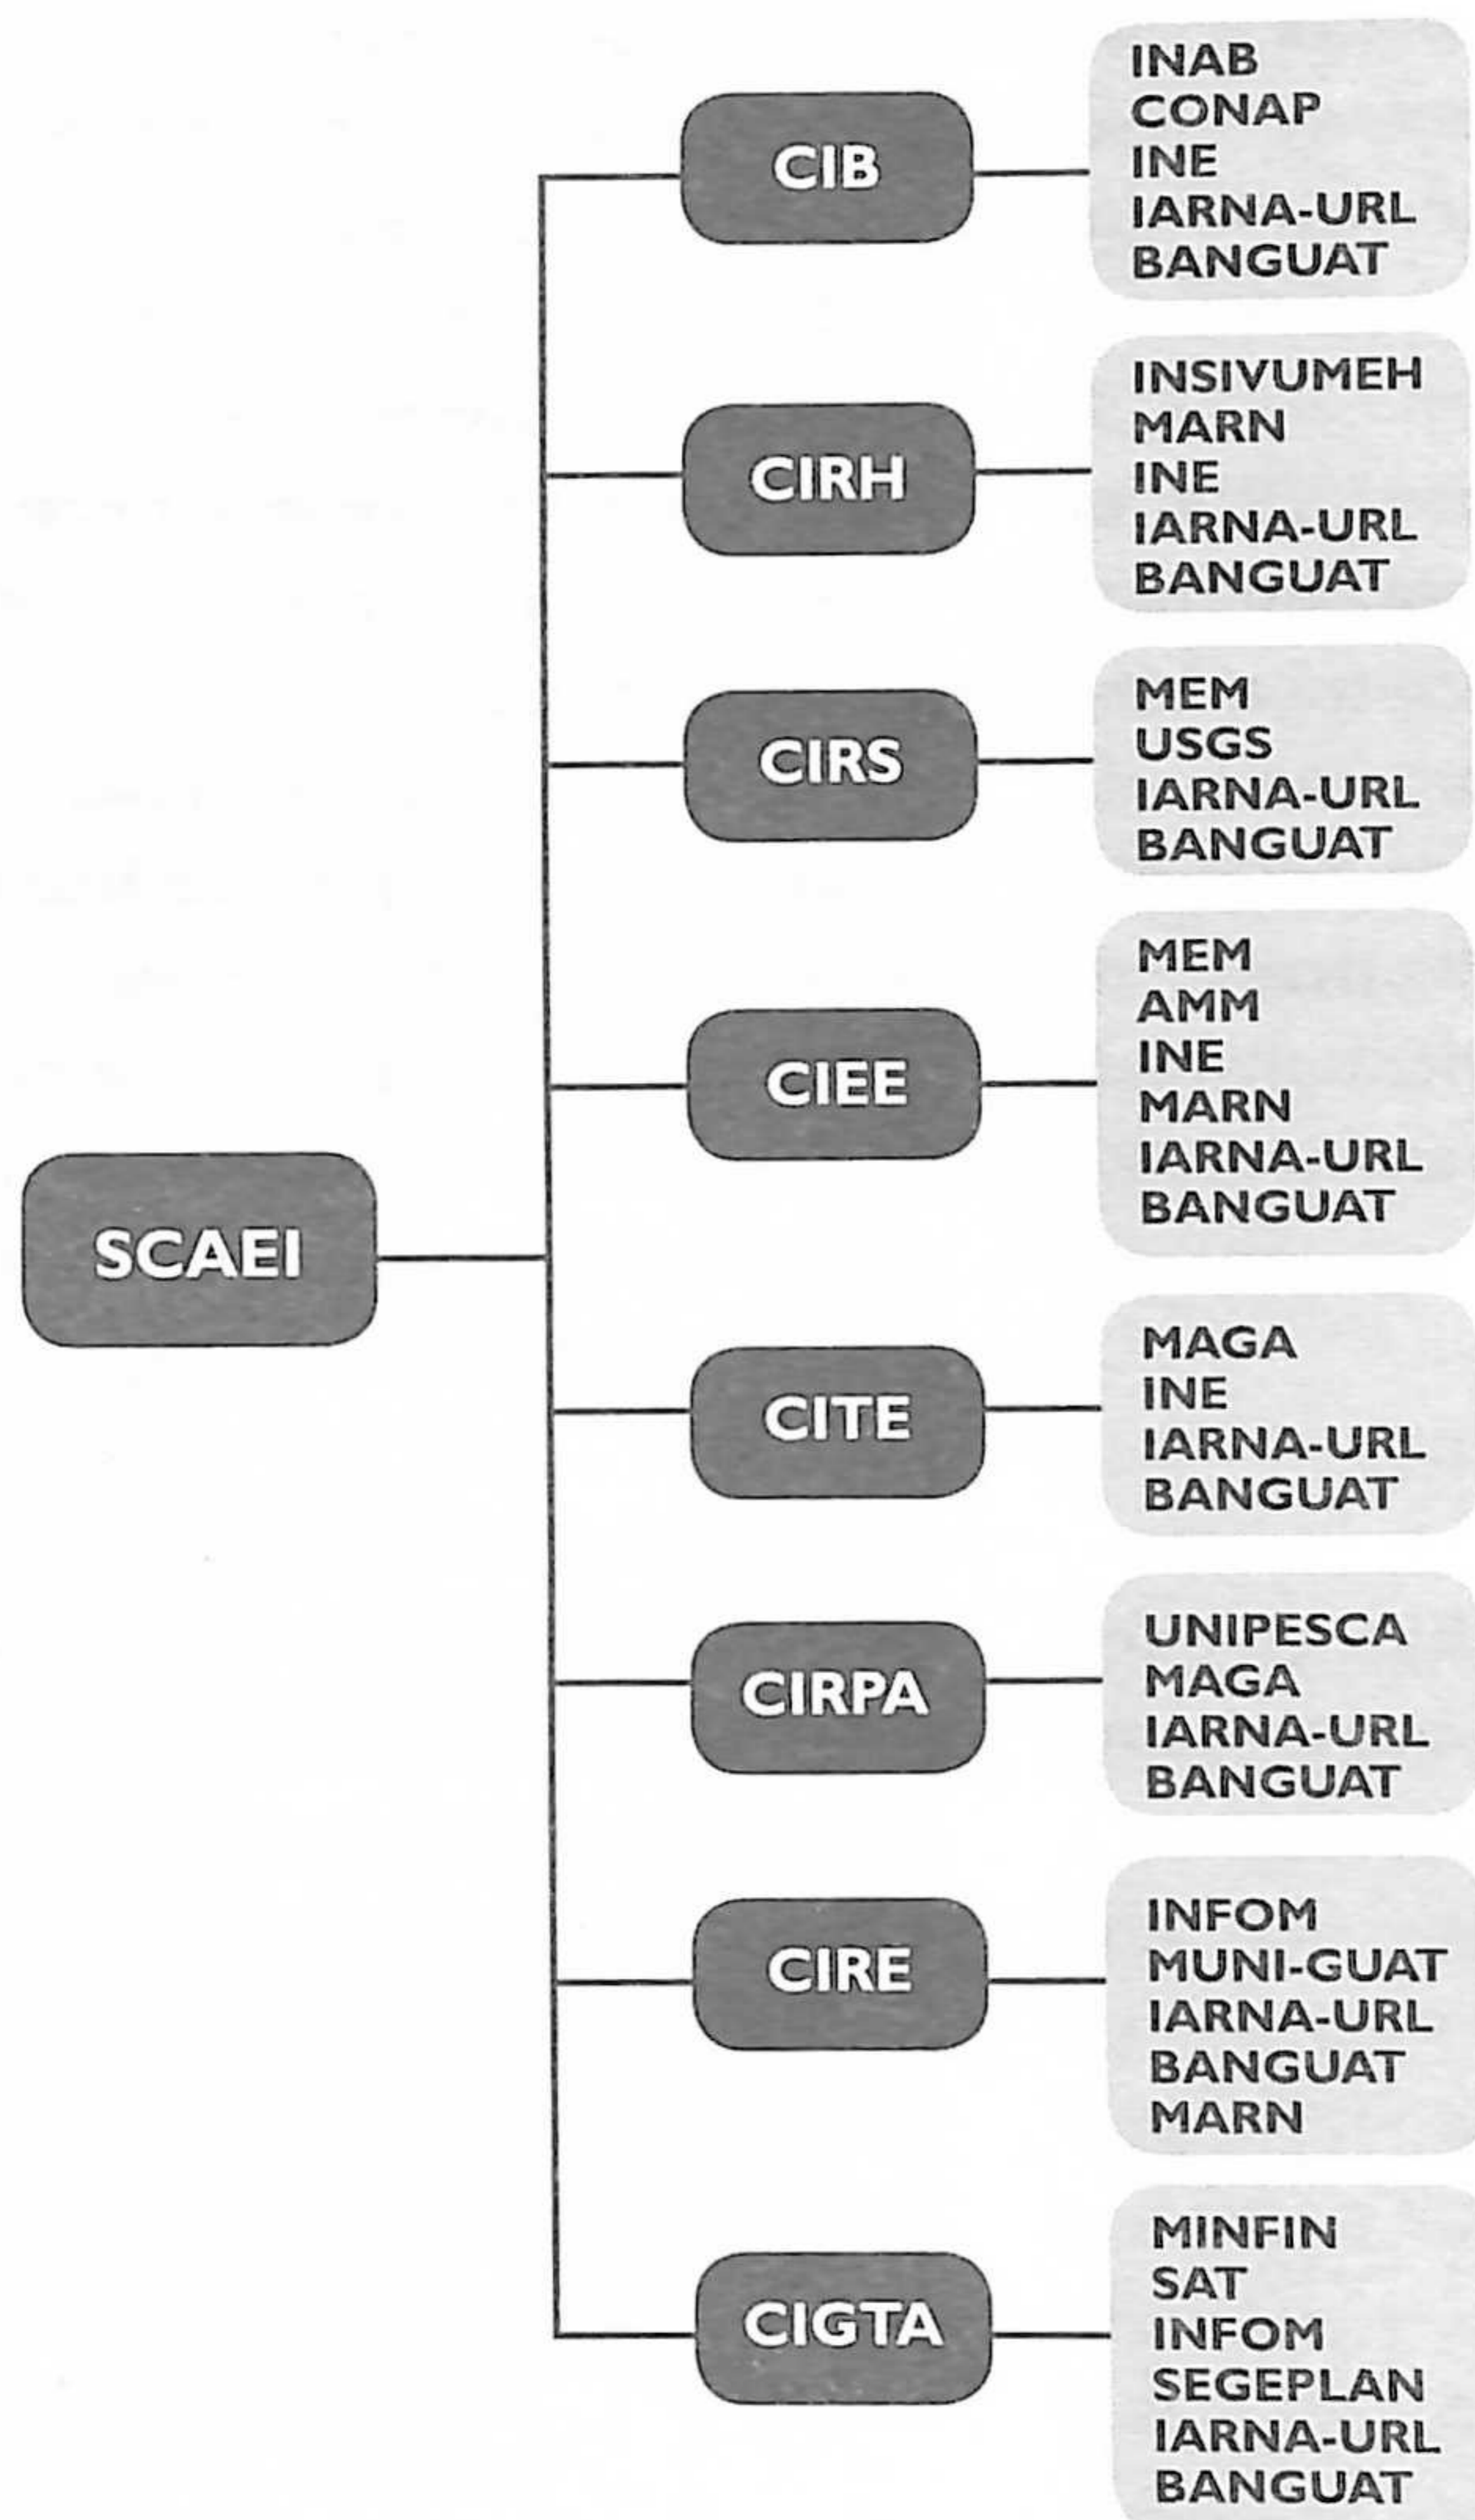 SCAEI
CIB
INAB
CONAP
INE
IARNA-URL
BANGUAT
CIRH
INSIVUMEH
MARN
INE
IARNA-URL
BANGUAT
CIRS
MEM
USGS
IARNA-URL
BANGUAT
CIEE
MEM
AMM
INE
MARN
IARNA-URL
BANGUAT
CITE
MAGA
INE
IARNA-URL
BANGUAT
CIRPA
UNIPESCA
MAGA
IARNA-URL
BANGUAT
CIRE
INFOM
MUNI-GUAT
IARNA-URL
BANGUAT
MARN
CIGTA
MINFIN
SAT
INFOM
SEGEPLAN
IARNA-URL
BANGUAT